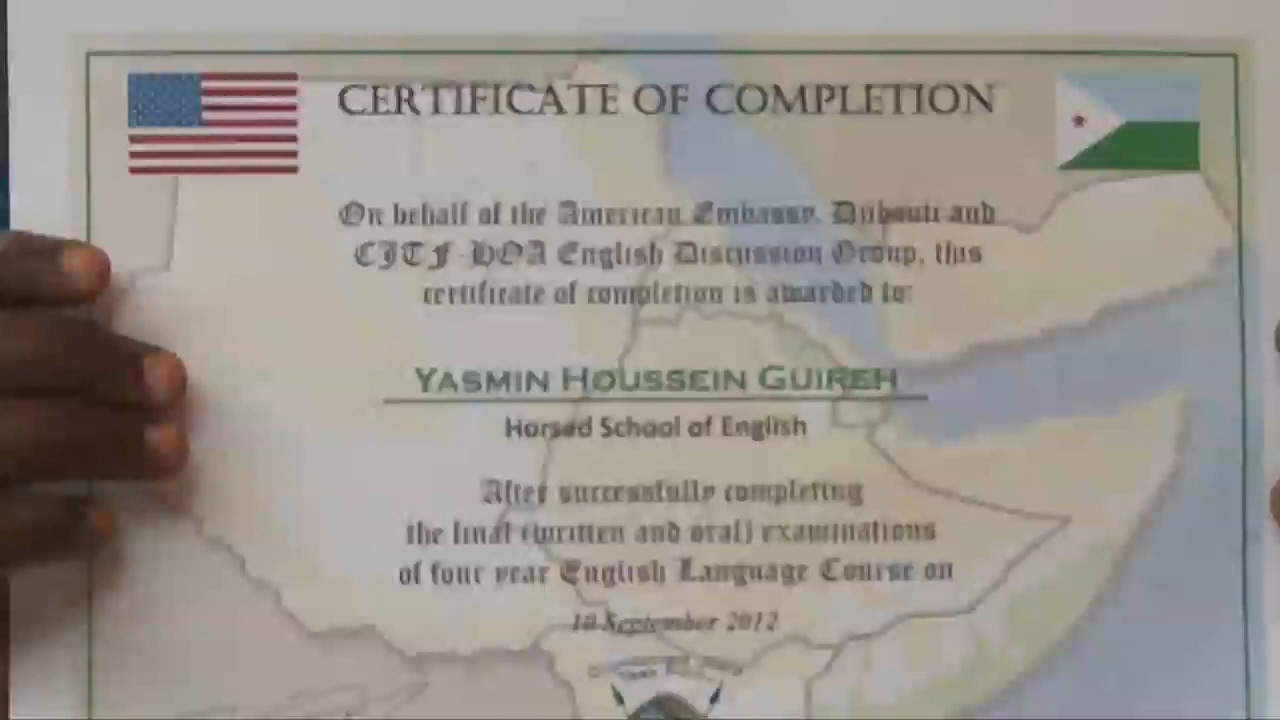 CERTIFICATE OF COMPLETION
On behalf of the American Embassy, Djibouti and
CJTF-HOA English Discussion Group, this
certificate of completion is awarded to:
YASMIN HOUSSEIN GUIREH
Horsed School of English
After successfully completing
the final (written and oral) examinations
of four year English Language Course on
10 September 2012